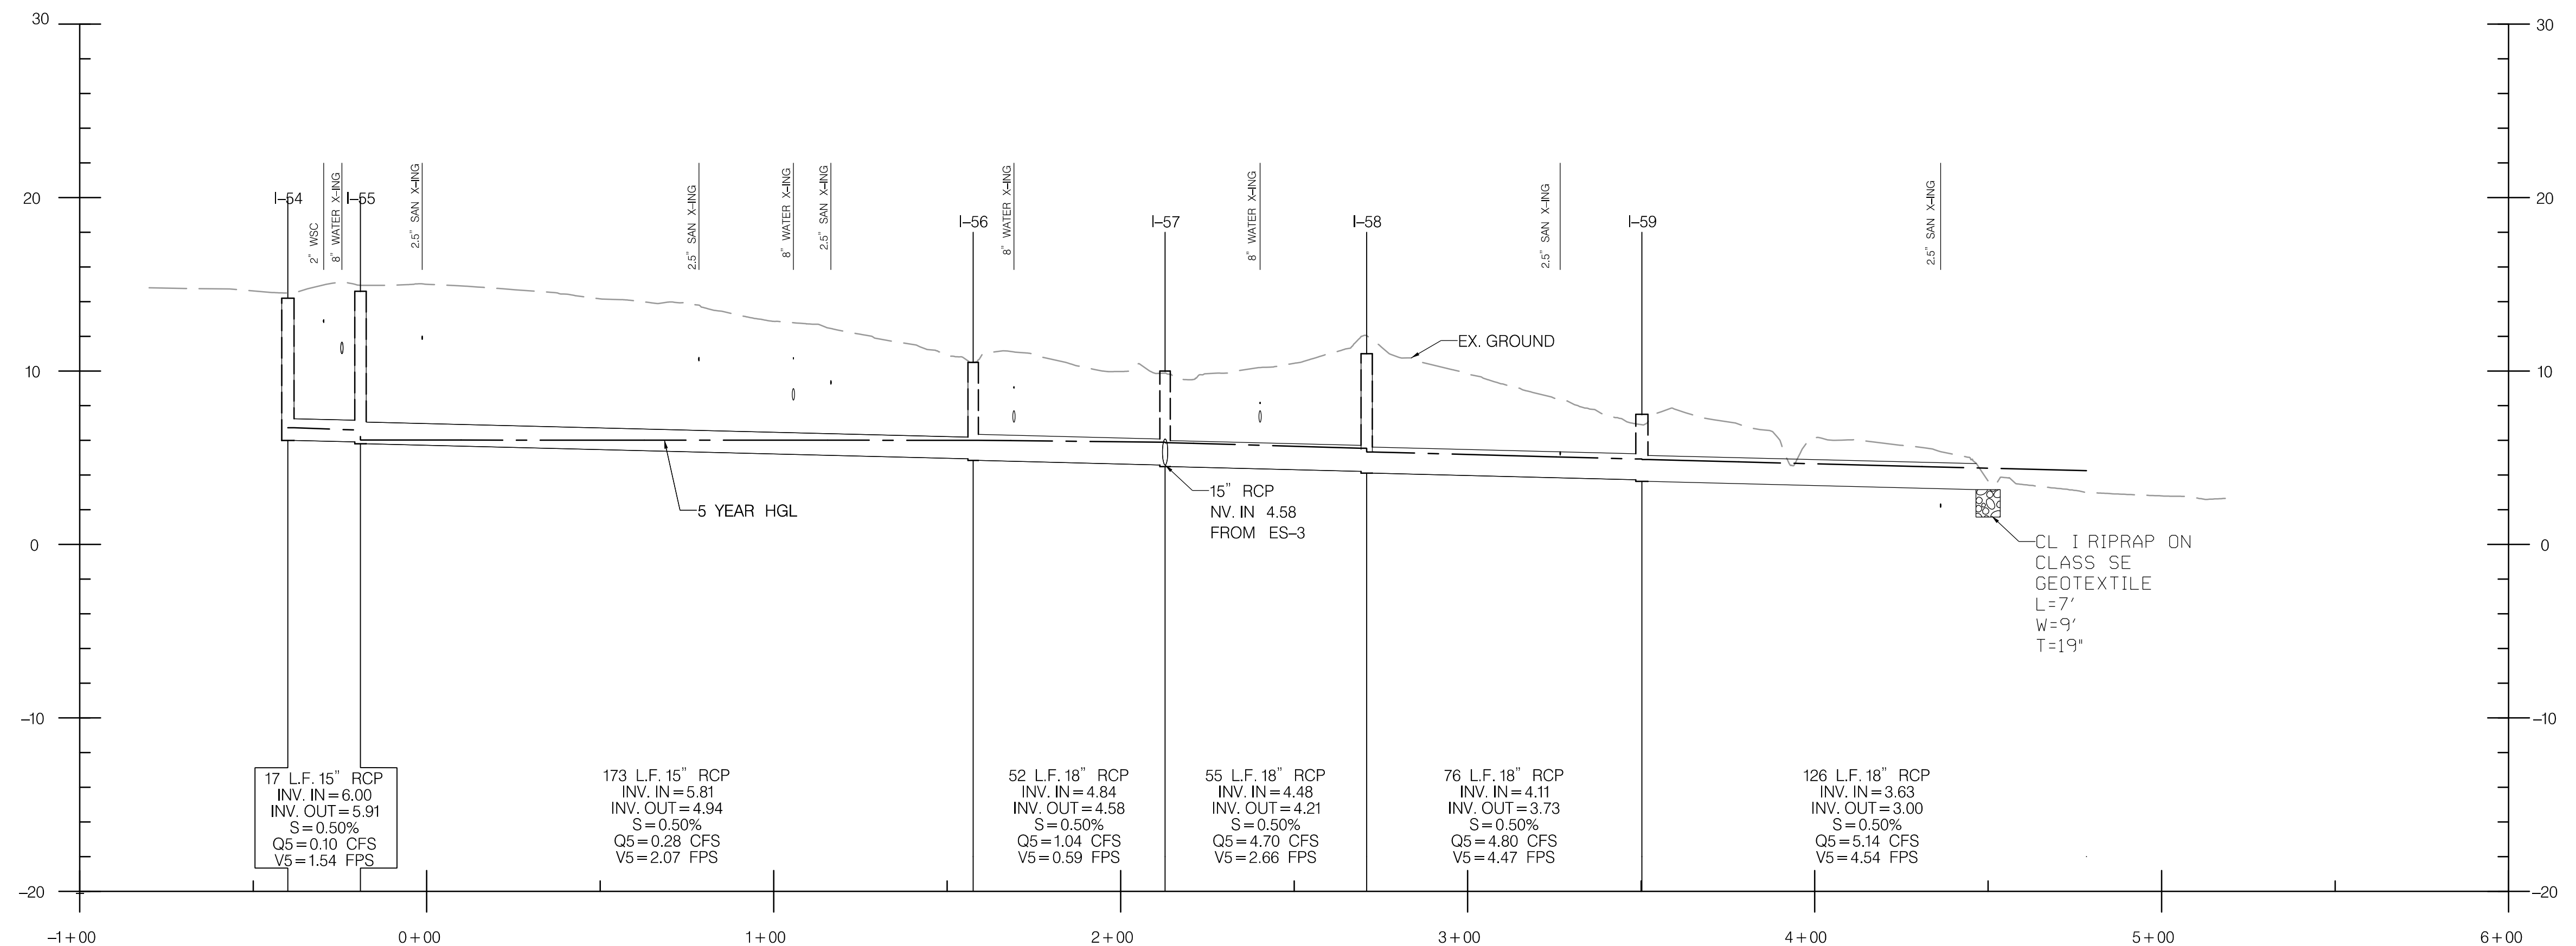 30
30
20
20
10
10
0
0
-10
-10
-20
-20
I-54
2" WSC
8" WATER X-ING
I-55
2.5" SAN X-ING
2.5" SAN X-ING
8" WATER X-ING
2.5" SAN X-ING
I-56
8" WATER X-ING
I-57
8" WATER X-ING
I-58
2.5" SAN X-ING
I-59
2.5" SAN X-ING
EX. GROUND
5 YEAR HGL
15" RCP
NV. IN 4.58
FROM ES-3
CL I RIPRAP ON
CLASS SE
GEOTEXTILE
L=7'
W=9'
T=19"
17 L.F. 15" RCP
INV. IN=6.00
INV. OUT=5.91
S=0.50%
Q5=0.10 CFS
V5=1.54 FPS
173 L.F. 15" RCP
INV. IN=5.81
INV. OUT=4.94
S=0.50%
Q5=0.28 CFS
V5=2.07 FPS
52 L.F. 18" RCP
INV. IN=4.84
INV. OUT=4.58
S=0.50%
Q5=1.04 CFS
V5=0.59 FPS
55 L.F. 18" RCP
INV. IN=4.48
INV. OUT=4.21
S=0.50%
Q5=4.70 CFS
V5=2.66 FPS
76 L.F. 18" RCP
INV. IN=4.11
INV. OUT=3.73
S=0.50%
Q5=4.80 CFS
V5=4.47 FPS
126 L.F. 18" RCP
INV. IN=3.63
INV. OUT=3.00
S=0.50%
Q5=5.14 CFS
V5=4.54 FPS
-1+00
0+00
1+00
2+00
3+00
4+00
5+00
6+00